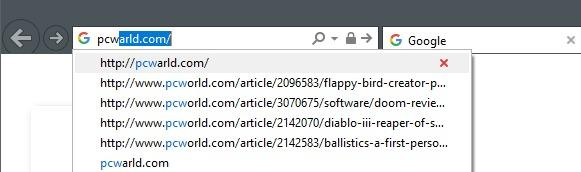 pcwarld.com/
Google
http://pcwarld.com/
http://www.pcworld.com/article/2096583/flappy-bird-creator-p...
http://www.pcworld.com/article/3070675/software/doom-revie...
http://www.pcworld.com/article/2142070/diablo-iii-reaper-of-s...
http://www.pcworld.com/article/2142583/ballistics-a-first-perso...
pcwarld.com